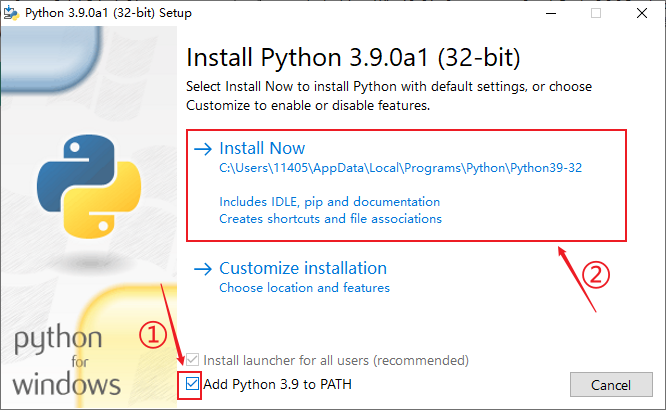 Python 3.9.0a1 (32-bit) Setup
Install Python 3.9.0a1 (32-bit)
Select Install Now to install Python with default settings, or choose
Customize to enable or disable features.
Install Now
C:\Users\11405\AppData\Local\Programs\Python\Python39-32
Includes IDLE, pip and documentation
Creates shortcuts and file associations
②
Customize installation
Choose location and features
①
python
for
windows
Install launcher for all users (recommended)
Add Python 3.9 to PATH
Cancel